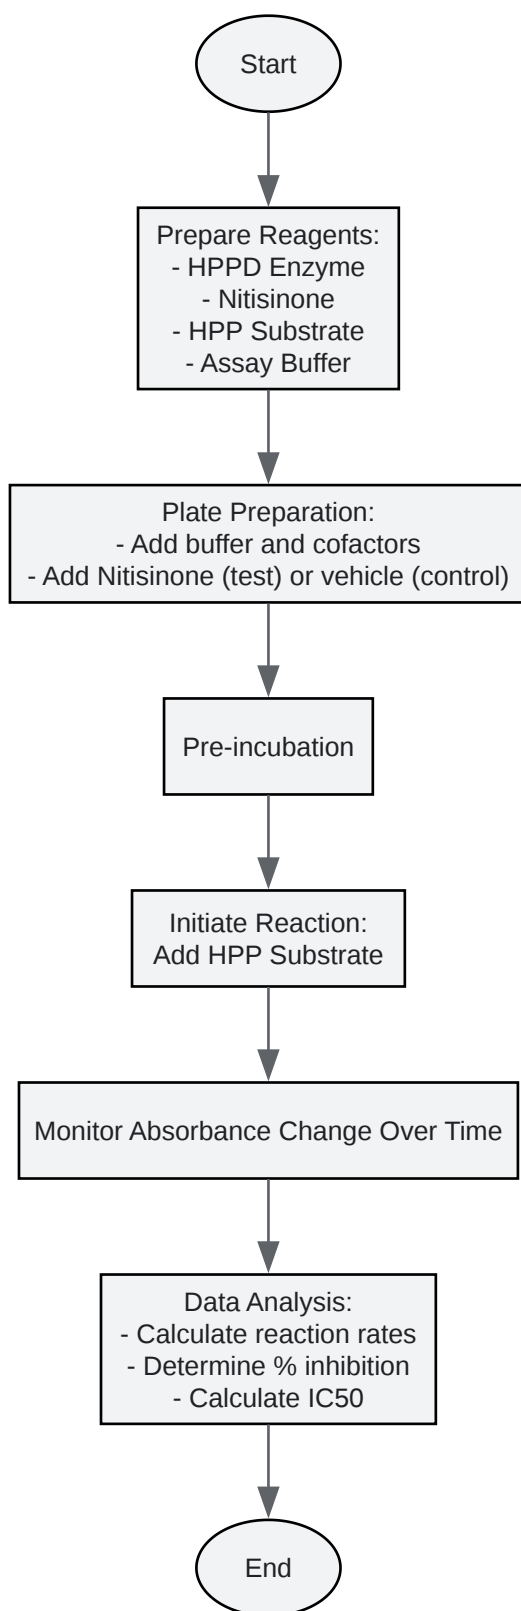 Start
Prepare Reagents:
- HPPD Enzyme
- Nitisinone
- HPP Substrate
- Assay Buffer
Plate Preparation:
- Add buffer and cofactors
- Add Nitisinone (test) or vehicle (control)
Pre-incubation
Initiate Reaction:
Add HPP Substrate
Monitor Absorbance Change Over Time
Data Analysis:
- Calculate reaction rates
- Determine % inhibition
- Calculate IC50
End